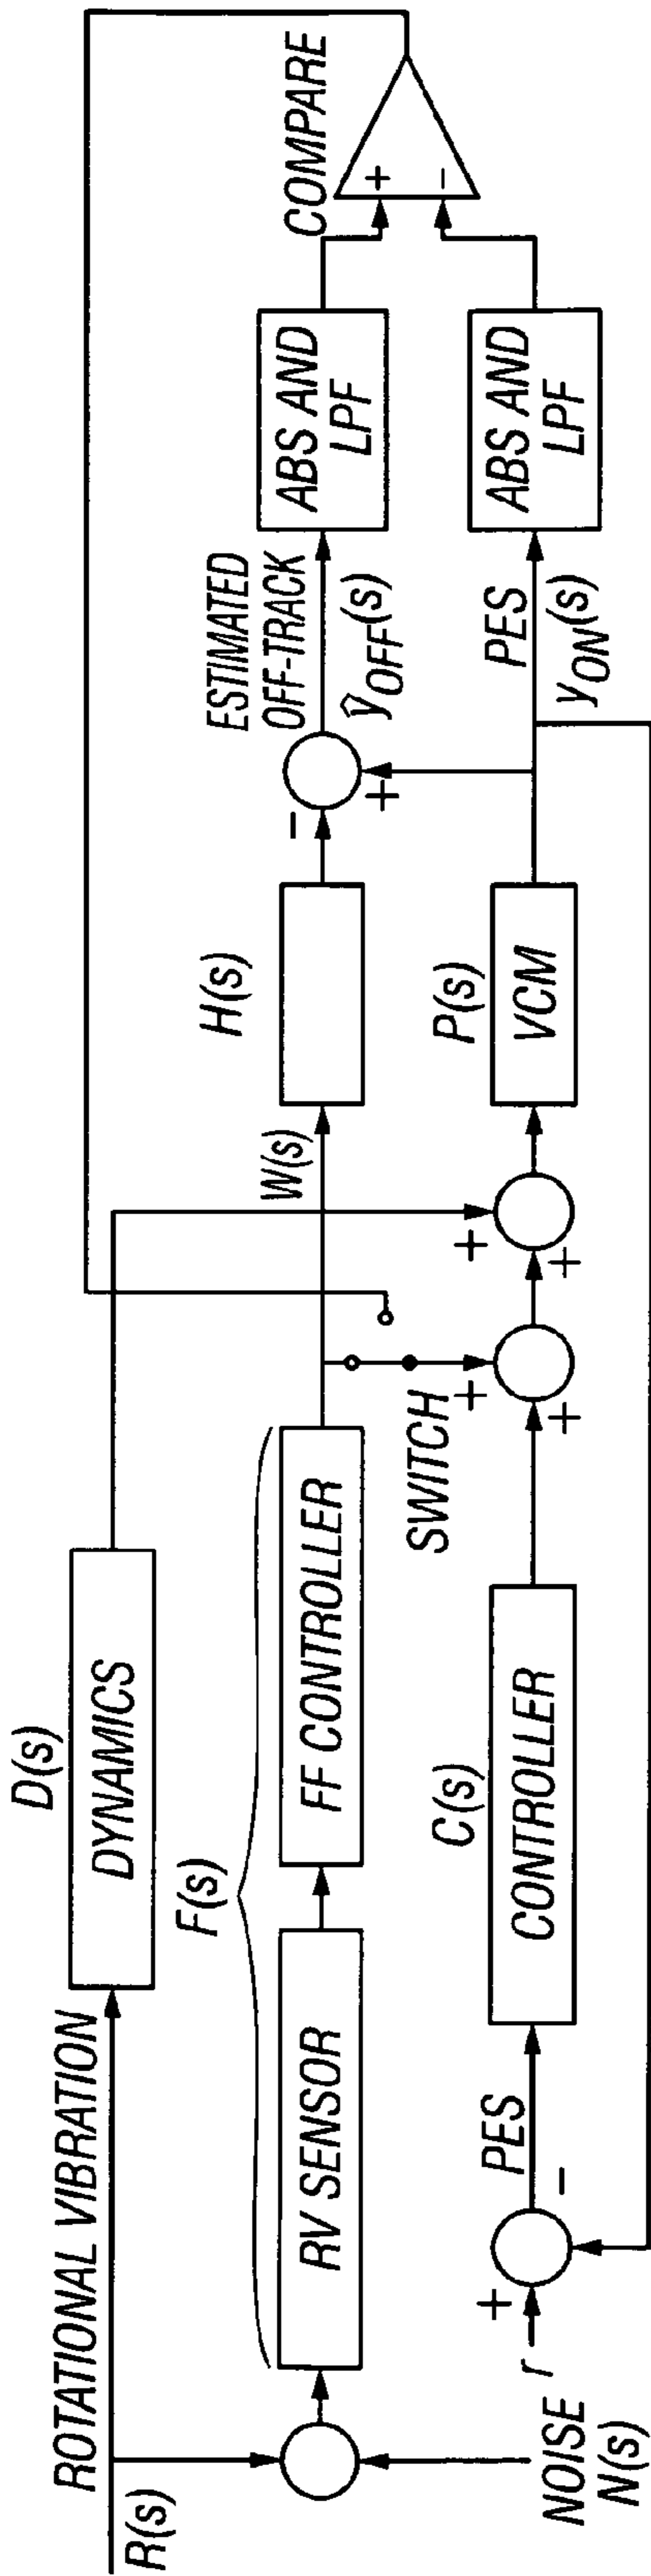 ROTATIONAL VIBRATION
R(s)
D(s)
DYNAMICS
F(s)
RV SENSOR
FF CONTROLLER
W(s)
H(s)
-
+
ESTIMATED
OFF-TRACK
ŷOFF(s)
ABS AND
LPF
COMPARE
+
-
SWITCH
NOISE
N(s)
r
+
-
PES
C(s)
CONTROLLER
+
+
+
+
P(s)
VCM
PES
yON(s)
ABS AND
LPF